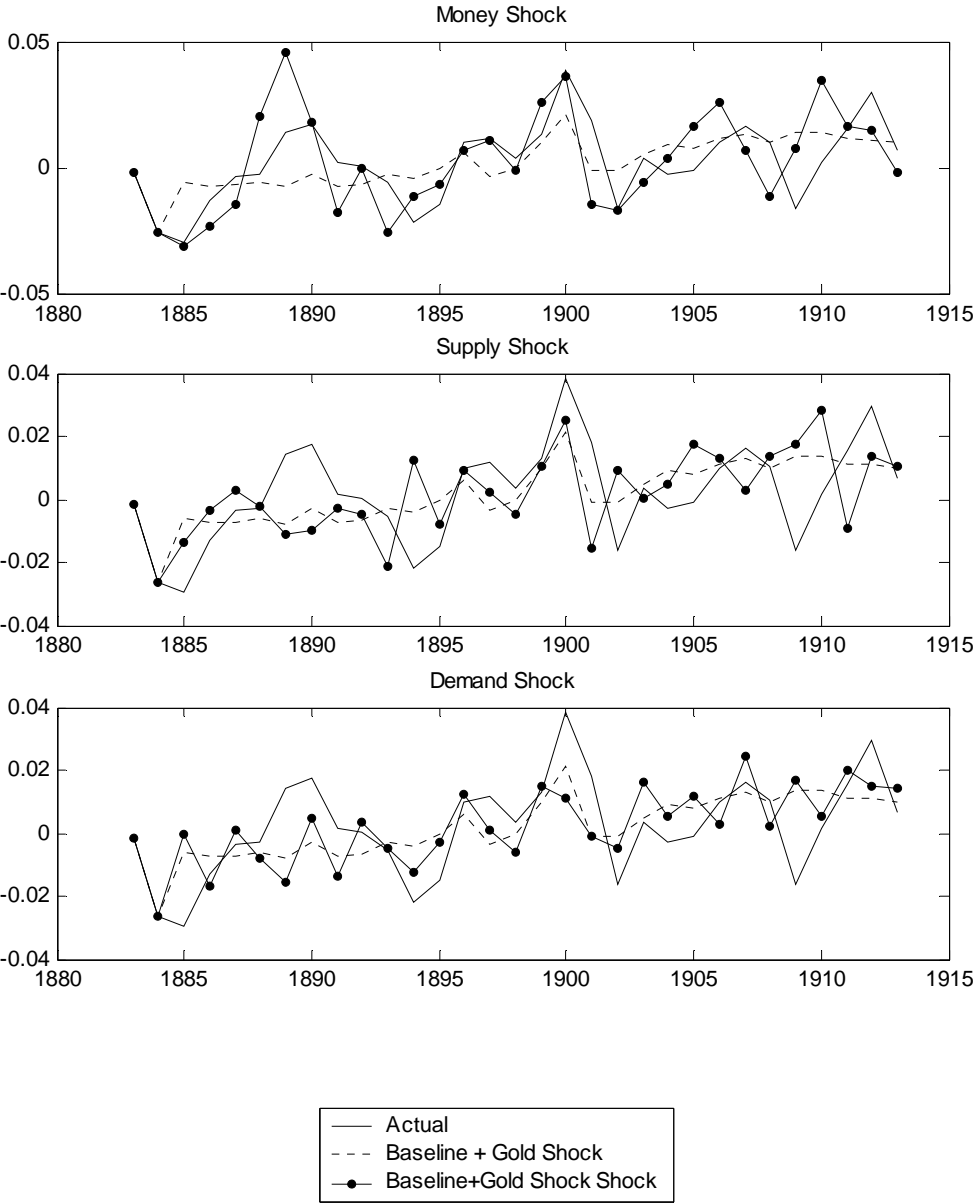 Money Shock
0.05
0
-0.05
1880 1885 1890 1895 1900 1905 1910 1915
Supply Shock
0.04
0.02
0
-0.02
-0.04
1880 1885 1890 1895 1900 1905 1910 1915
Demand Shock
0.04
0.02
0
-0.02
-0.04
1880 1885 1890 1895 1900 1905 1910 1915
Actual
Baseline + Gold Shock
Baseline+Gold Shock Shock